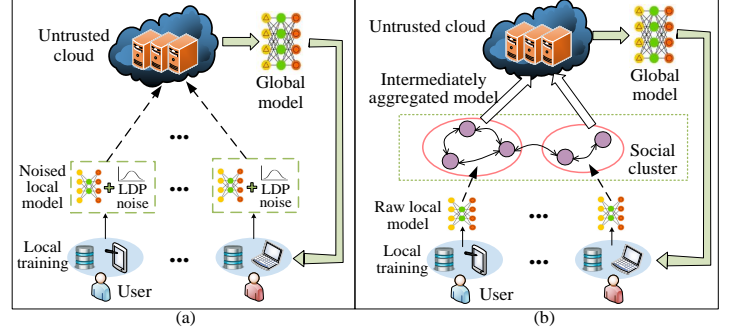 Untrusted cloud
Global
model
Noised
local
model
LDP
noise
LDP
noise
Local
training
User
(a)
Untrusted cloud
Global
model
Intermediately
aggregated model
Social
cluster
Raw local
model
Local
training
User
(b)